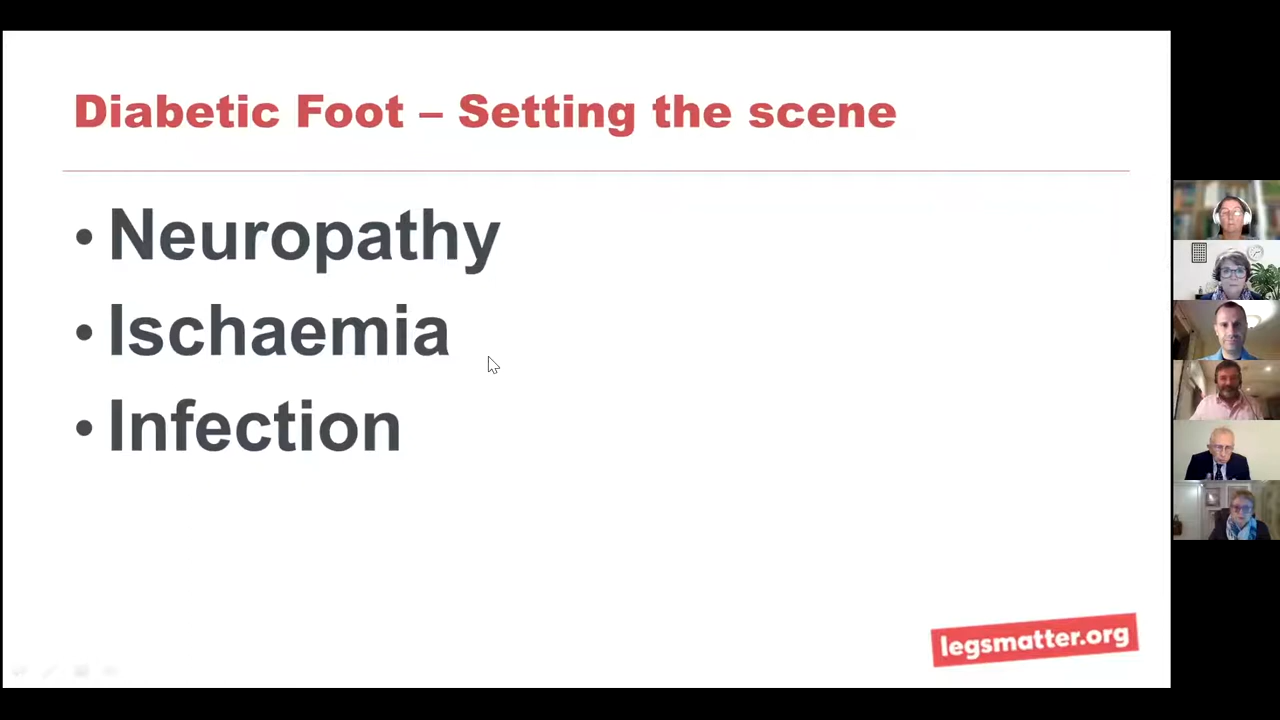 Diabetic Foot – Setting the scene
• Neuropathy
• Ischaemia
• Infection
legsmatter.org